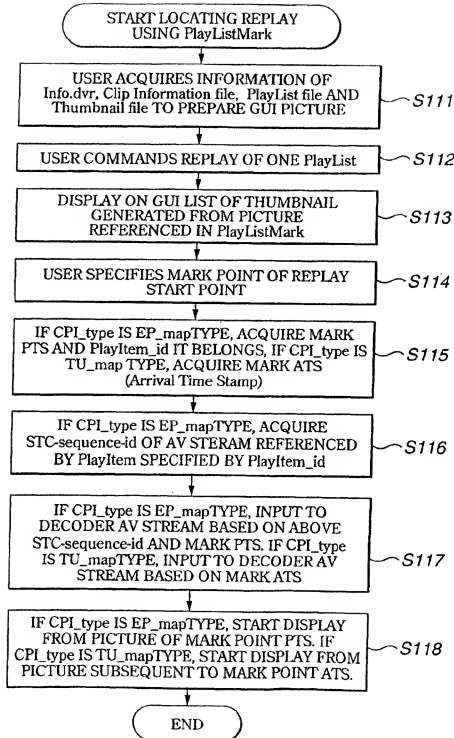 START LOCATING REPLAY
USING PlayListMark
USER ACQUIRES INFORMATION OF
Info.dvr, Clip Information file, PlayList file AND
Thumbnail file TO PREPARE GUI PICTURE
S111
USER COMMANDS REPLAY OF ONE PlayList
S112
DISPLAY ON GUI LIST OF THUMBNAIL
GENERATED FROM PICTURE
REFERENCED IN PlayListMark
S113
USER SPECIFIES MARK POINT OF REPLAY
START POINT
S114
IF CPI_type IS EP_mapTYPE, ACQUIRE MARK
PTS AND PlayItem_id IT BELONGS, IF CPI_type IS
TU_map TYPE, ACQUIRE MARK ATS
(Arrival Time Stamp)
S115
IF CPI_type IS EP_mapTYPE, ACQUIRE
STC-sequence-id OF AV STERAM REFERENCED
BY PlayItem SPECIFIED BY PlayItem_id
S116
IF CPI_type IS EP_mapTYPE, INPUT TO
DECODER AV STREAM BASED ON ABOVE
STC-sequence-id AND MARK PTS. IF CPI_type
IS TU_mapTYPE, INPUT TO DECODER AV
STREAM BASED ON MARK ATS
S117
IF CPI_type IS EP_mapTYPE, START DISPLAY
FROM PICTURE OF MARK POINT PTS. IF
CPI_type IS TU_mapTYPE, START DISPLAY FROM
PICTURE SUBSEQUENT TO MARK POINT ATS.
S118
END